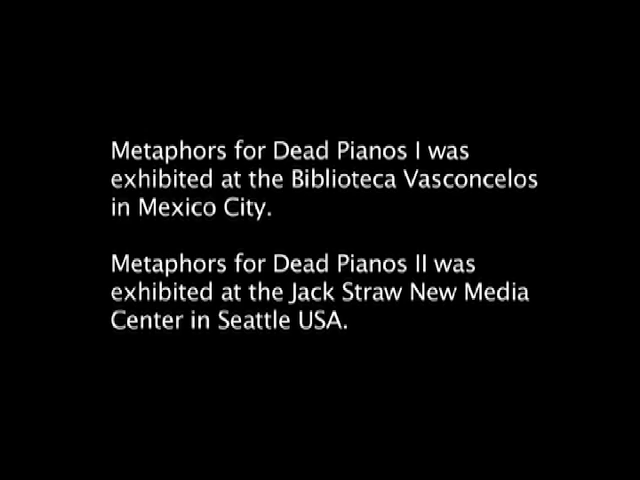 Metaphors for Dead Pianos I was
exhibited at the Biblioteca Vasconcelos
in Mexico City.
Metaphors for Dead Pianos II was
exhibited at the Jack Straw New Media
Center in Seattle USA.